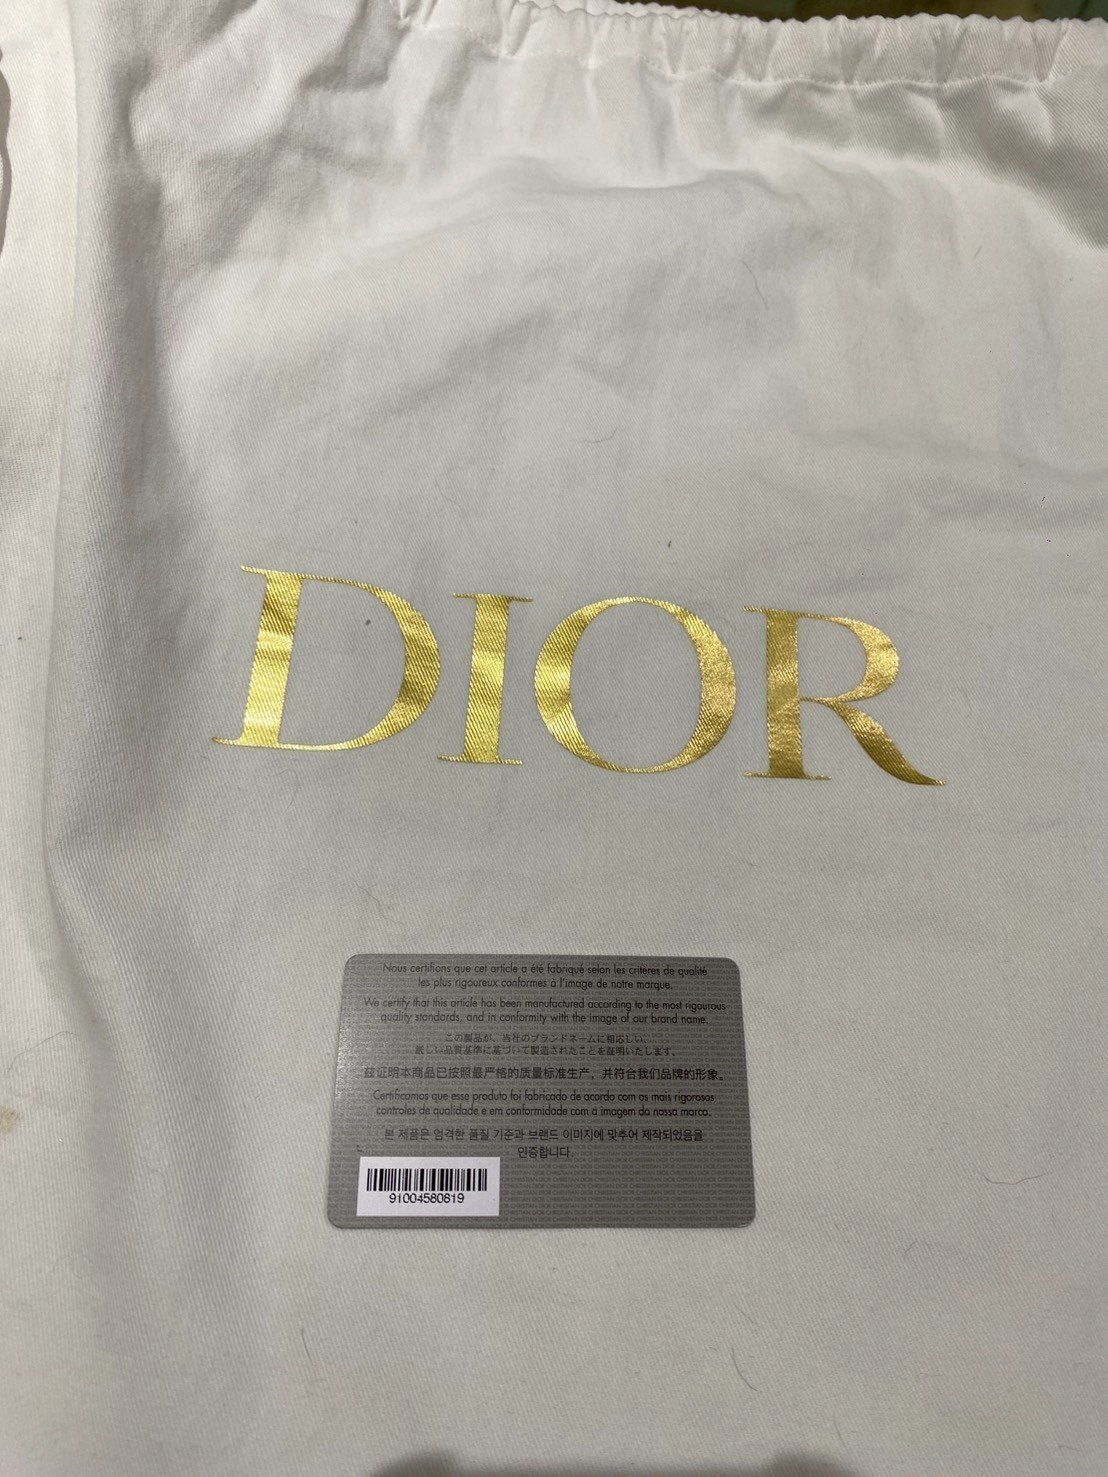 DIOR
Nous certifions que cet article a été fabriqué selon les critères de qualité
les plus rigoureux conformes à l'image de notre marque.
We certify that this article has been manufactured according to the most rigourous
quality standards, and in conformity with the image of our brand name.
この製品が、当社のブランドネームに相応しい、
厳しい品質基準に基づいて製造されたことを証明いたします。
兹证明本商品已按照最严格的质量标准生产，并符合我们品牌的形象。
Certificamos que esse produto foi fabricado de acordo com os mais rigorosos
controles de qualidade e em conformidade com a imagem da nossa marca.
본 제품은 엄격한 품질 기준과 브랜드 이미지에 맞추어 제작되었음을
인증합니다.
91004580819